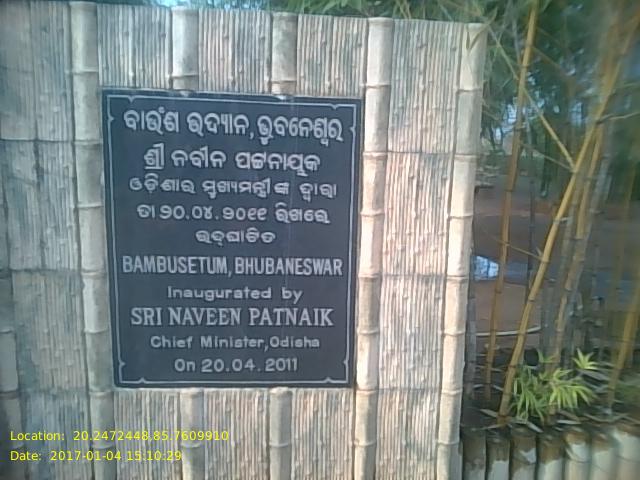 ବାଉଁଶ ଉଦ୍ୟାନ, ଭୁବନେଶ୍ୱର
ଶ୍ରୀ ନବୀନ ପଟ୍ଟନାୟକ
ଓଡ଼ିଶାର ମୁଖ୍ୟମନ୍ତ୍ରୀଙ୍କ ଦ୍ୱାରା
ତା ୨୦.୦୪.୨୦୧୧ ରିଖରେ
ଉଦ୍‌ଘାଟିତ
BAMBUSETUM, BHUBANESWAR
Inaugurated by
SRI NAVEEN PATNAIK
Chief Minister, Odisha
On 20.04.2011
Location: 20.2472448,85.7609910
Date: 2017-01-04 15:10:29